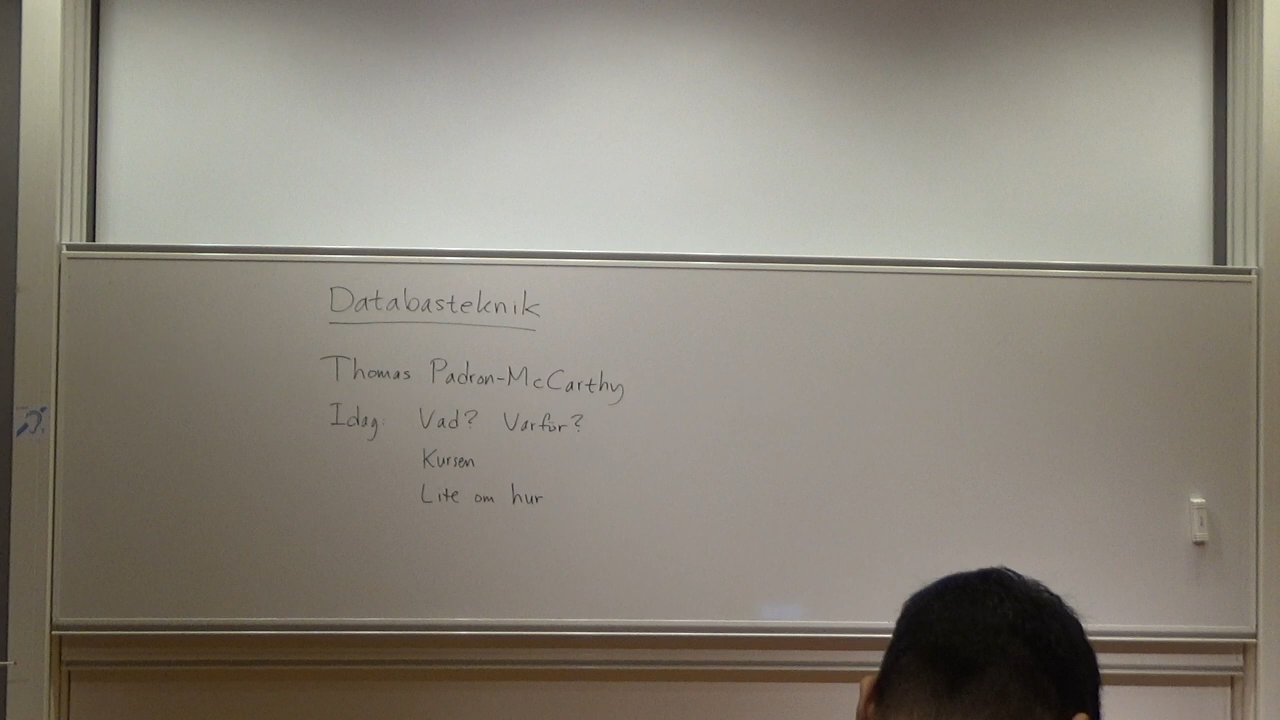 Databasteknik
Thomas Padron-McCarthy
Idag: Vad? Varför?
Kursen
Lite om hur